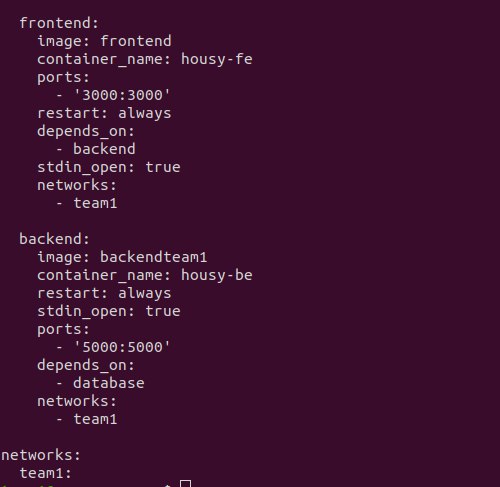 frontend:
    image: frontend
    container_name: housy-fe
    ports:
      - '3000:3000'
    restart: always
    depends_on:
      - backend
    stdin_open: true
    networks:
      - team1

  backend:
    image: backendteam1
    container_name: housy-be
    restart: always
    stdin_open: true
    ports:
      - '5000:5000'
    depends_on:
      - database
    networks:
      - team1

networks:
  team1: